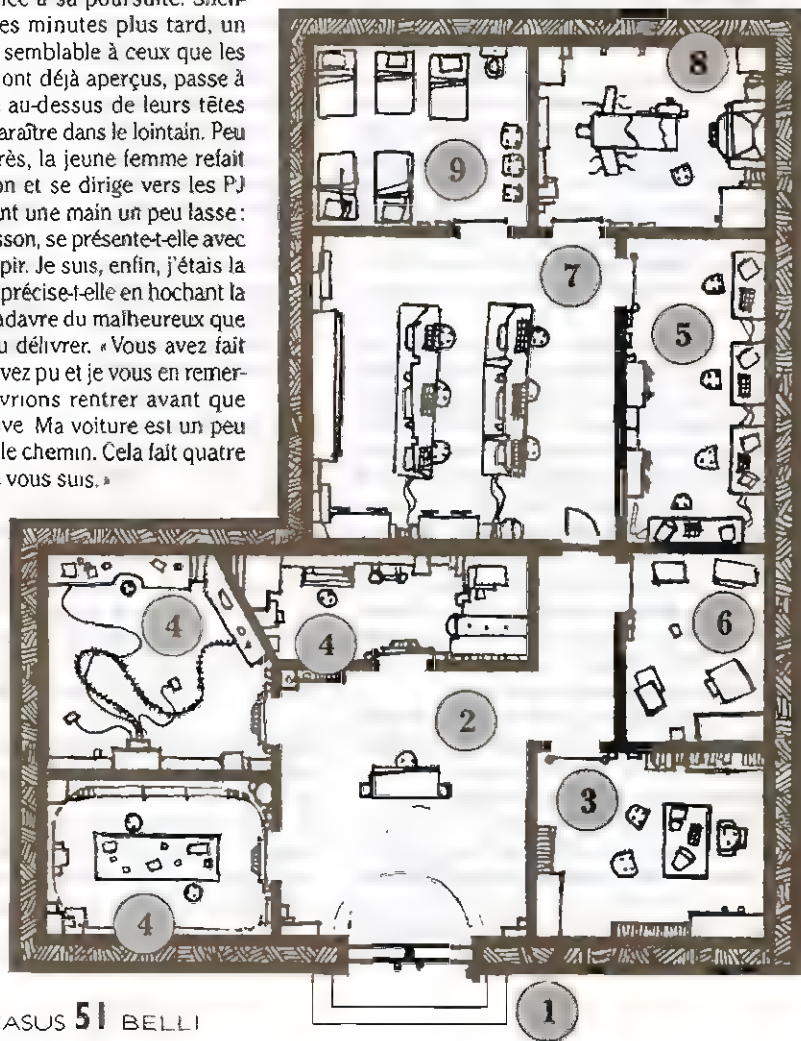 es minutes plus tard, un
semblable à ceux que les
ont déjà aperçus, passe à
au-dessus de leurs têtes
araître dans le lointain. Peu
rès, la jeune femme refait
on et se dirige vers les PJ
nt une main un peu lasse :
sson, se présente-t-elle avec
pir. Je suis, enfin, j'étais la
précise-t-elle en hochant la
adavre du malheureux que
u délivrer. «Vous avez fait
vez pu et je vous en remer-
vrions rentrer avant que
ve Ma voiture est un peu
le chemin. Cela fait quatre
vous suis.»
8
9
7
5
4
4
6
2
3
4
1
ASUS 51 BELLI